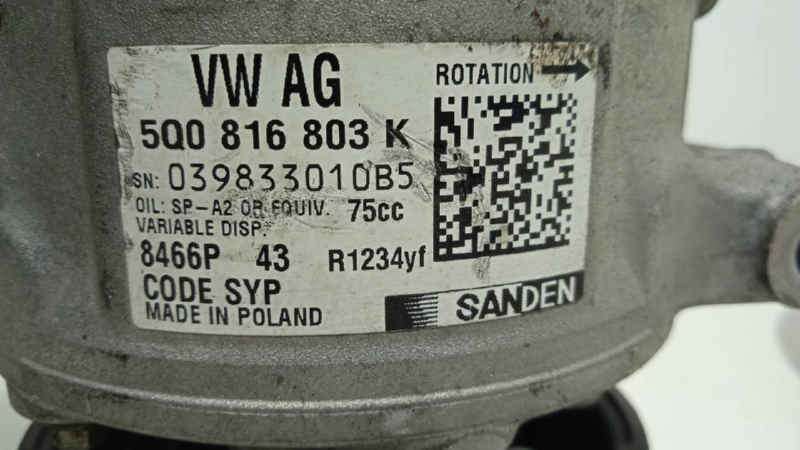 VW AG
ROTATION →
5Q0 816 803 K
SN: 039833010B5
OIL: SP-A2 OR EQUIV. 75cc
VARIABLE DISP.
8466P 43 R1234yf
CODE SYP
SANDEN
MADE IN POLAND